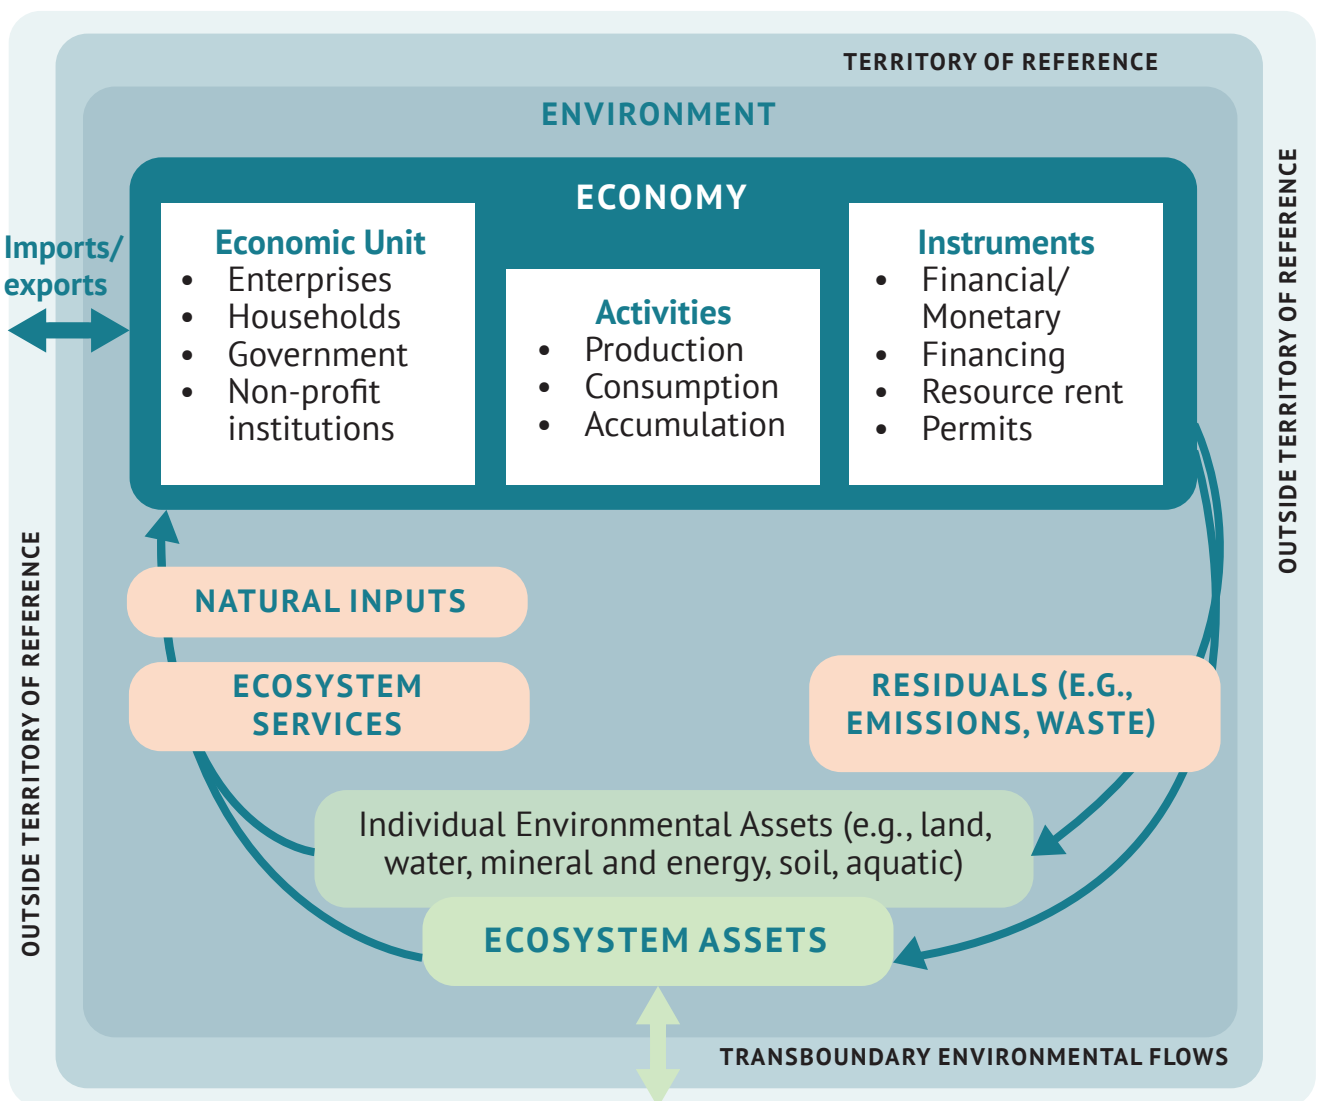 TERRITORY OF REFERENCE
ENVIRONMENT
ECONOMY
Imports/
exports
Economic Unit
• Enterprises
• Households
• Government
• Non-profit
institutions
Activities
• Production
• Consumption
• Accumulation
Instruments
• Financial/
Monetary
• Financing
• Resource rent
• Permits
OUTSIDE TERRITORY OF REFERENCE
OUTSIDE TERRITORY OF REFERENCE
NATURAL INPUTS
ECOSYSTEM
SERVICES
RESIDUALS (E.G.,
EMISSIONS, WASTE)
Individual Environmental Assets (e.g., land,
water, mineral and energy, soil, aquatic)
ECOSYSTEM ASSETS
TRANSBOUNDARY ENVIRONMENTAL FLOWS